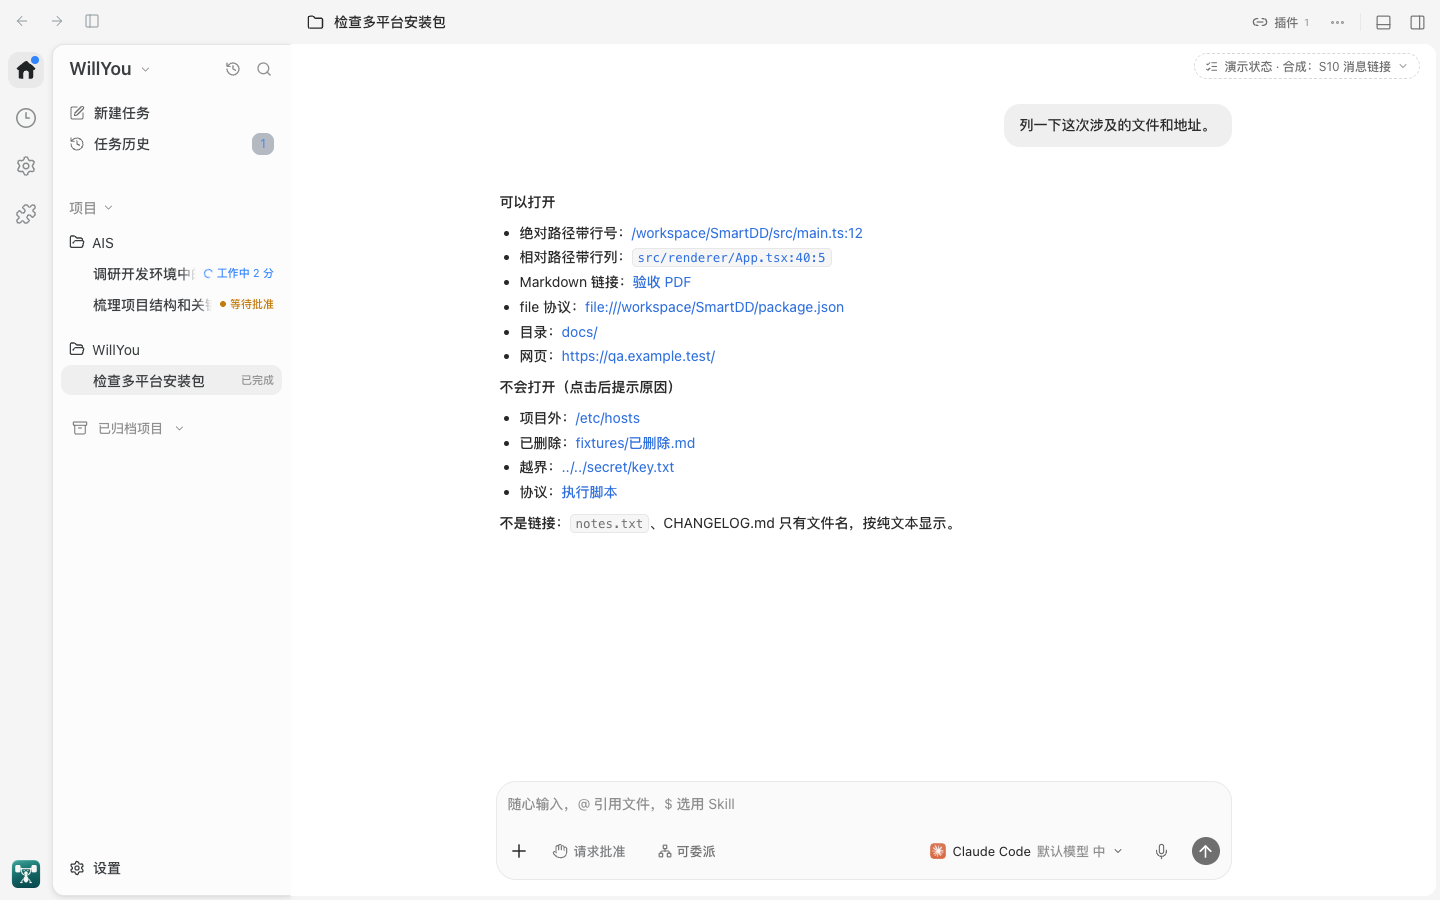 检查多平台安装包
插件 1
WillYou
演示状态 · 合成：S10 消息链接
新建任务
任务历史 1
项目
AIS
调研开发环境中 工作中 2 分
梳理项目结构和关 等待批准
WillYou
检查多平台安装包 已完成
已归档项目
设置
列一下这次涉及的文件和地址。
可以打开
绝对路径带行号：/workspace/SmartDD/src/main.ts:12
相对路径带行列：src/renderer/App.tsx:40:5
Markdown 链接：验收 PDF
file 协议：file:///workspace/SmartDD/package.json
目录：docs/
网页：https://qa.example.test/
不会打开（点击后提示原因）
项目外：/etc/hosts
已删除：fixtures/已删除.md
越界：../../secret/key.txt
协议：执行脚本
不是链接：notes.txt、CHANGELOG.md 只有文件名，按纯文本显示。
随心输入，@ 引用文件，$ 选用 Skill
请求批准 可委派 Claude Code 默认模型 中